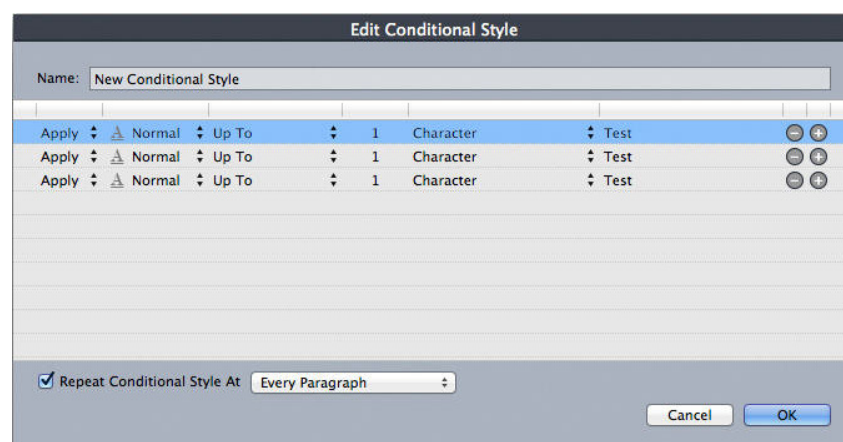 Edit Conditional Style
Name: New Conditional Style
Apply A Normal Up To 1 Character Test
Apply A Normal Up To 1 Character Test
Apply A Normal Up To 1 Character Test
Repeat Conditional Style At Every Paragraph
Cancel OK